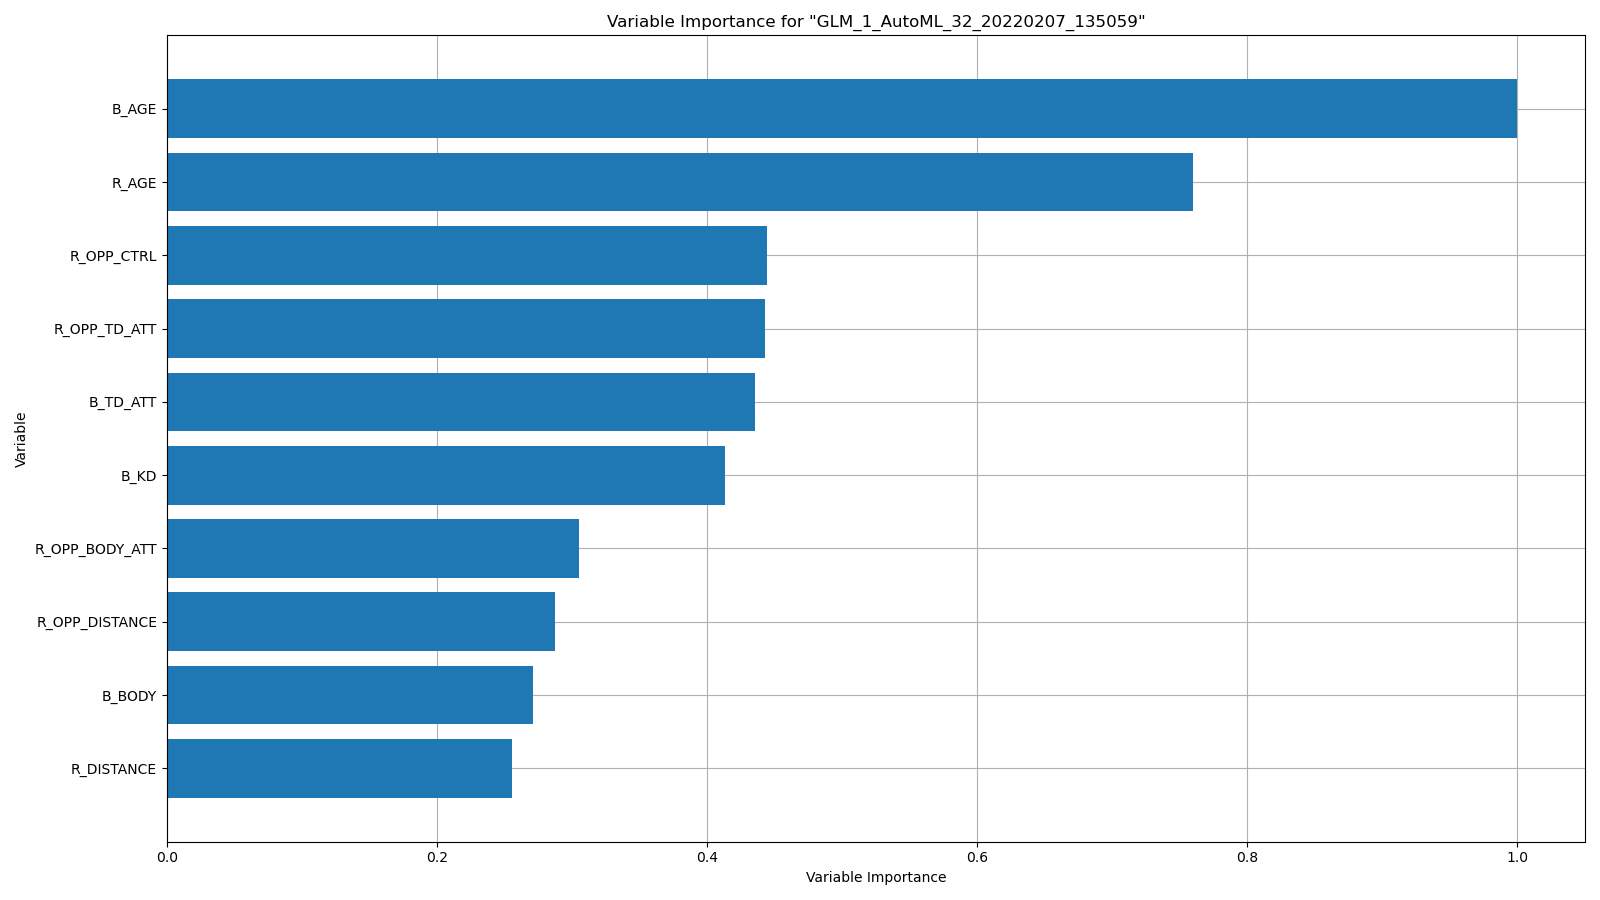 Variable Importance for "GLM_1_AutoML_32_20220207_135059"
B_AGE
R_AGE
R_OPP_CTRL
R_OPP_TD_ATT
B_TD_ATT
B_KD
R_OPP_BODY_ATT
R_OPP_DISTANCE
B_BODY
R_DISTANCE
Variable
0.0 0.2 0.4 0.6 0.8 1.0
Variable Importance